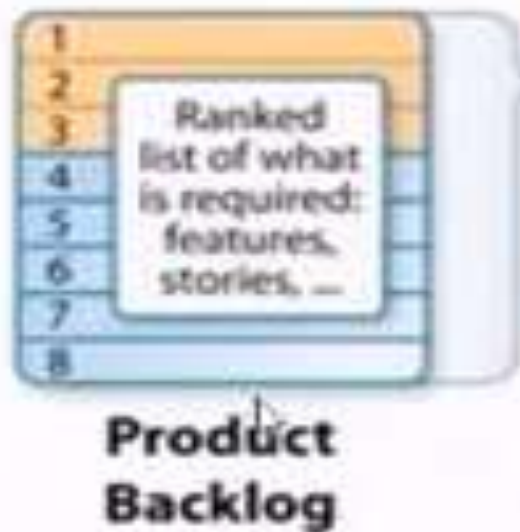 1
2
3
4
5
6
7
8
Ranked
list of what
is required:
features,
stories, ...
Product
Backlog